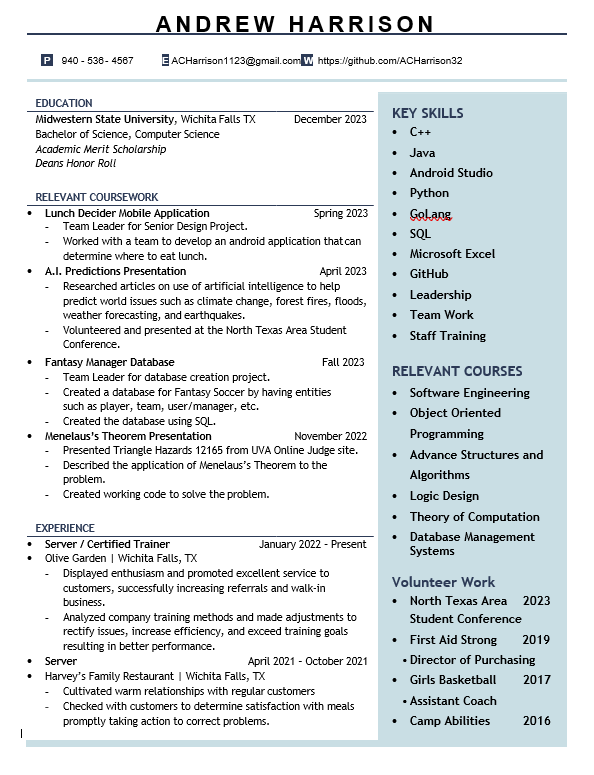 ANDREW HARRISON
P 940 - 536- 4567 E ACHarrison1123@gmail.com W https://github.com/ACHarrison32
EDUCATION
Midwestern State University, Wichita Falls TX December 2023
Bachelor of Science, Computer Science
Academic Merit Scholarship
Deans Honor Roll
RELEVANT COURSEWORK
• Lunch Decider Mobile Application Spring 2023
- Team Leader for Senior Design Project.
- Worked with a team to develop an android application that can
determine where to eat lunch.
• A.I. Predictions Presentation April 2023
- Researched articles on use of artificial intelligence to help
predict world issues such as climate change, forest fires, floods,
weather forecasting, and earthquakes.
- Volunteered and presented at the North Texas Area Student
Conference.
• Fantasy Manager Database Fall 2023
- Team Leader for database creation project.
- Created a database for Fantasy Soccer by having entities
such as player, team, user/manager, etc.
- Created the database using SQL.
• Menelaus's Theorem Presentation November 2022
- Presented Triangle Hazards 12165 from UVA Online Judge site.
- Described the application of Menelaus's Theorem to the
problem.
- Created working code to solve the problem.
EXPERIENCE
• Server / Certified Trainer January 2022 – Present
• Olive Garden | Wichita Falls, TX
- Displayed enthusiasm and promoted excellent service to
customers, successfully increasing referrals and walk-in
business.
- Analyzed company training methods and made adjustments to
rectify issues, increase efficiency, and exceed training goals
resulting in better performance.
• Server April 2021 – October 2021
• Harvey's Family Restaurant | Wichita Falls, TX
- Cultivated warm relationships with regular customers
- Checked with customers to determine satisfaction with meals
promptly taking action to correct problems.
KEY SKILLS
• C++
• Java
• Android Studio
• Python
• GoLang
• SQL
• Microsoft Excel
• GitHub
• Leadership
• Team Work
• Staff Training
RELEVANT COURSES
• Software Engineering
• Object Oriented
Programming
• Advance Structures and
Algorithms
• Logic Design
• Theory of Computation
• Database Management
Systems
Volunteer Work
• North Texas Area 2023
Student Conference
• First Aid Strong 2019
• Director of Purchasing
• Girls Basketball 2017
• Assistant Coach
• Camp Abilities 2016